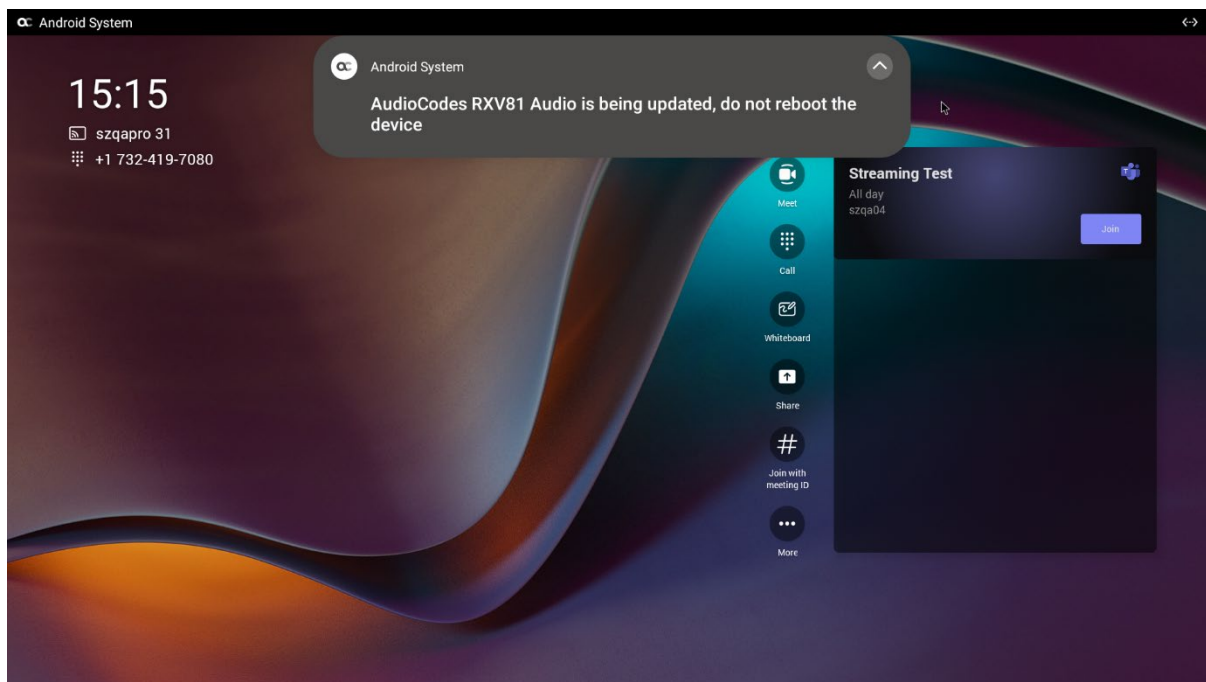 Android System
Android System
AudioCodes RXV81 Audio is being updated, do not reboot the
device
15:15
szqapro 31
+1 732-419-7080
Meet
Call
Whiteboard
Share
Join with
meeting ID
More
Streaming Test
All day
szqa04
Join